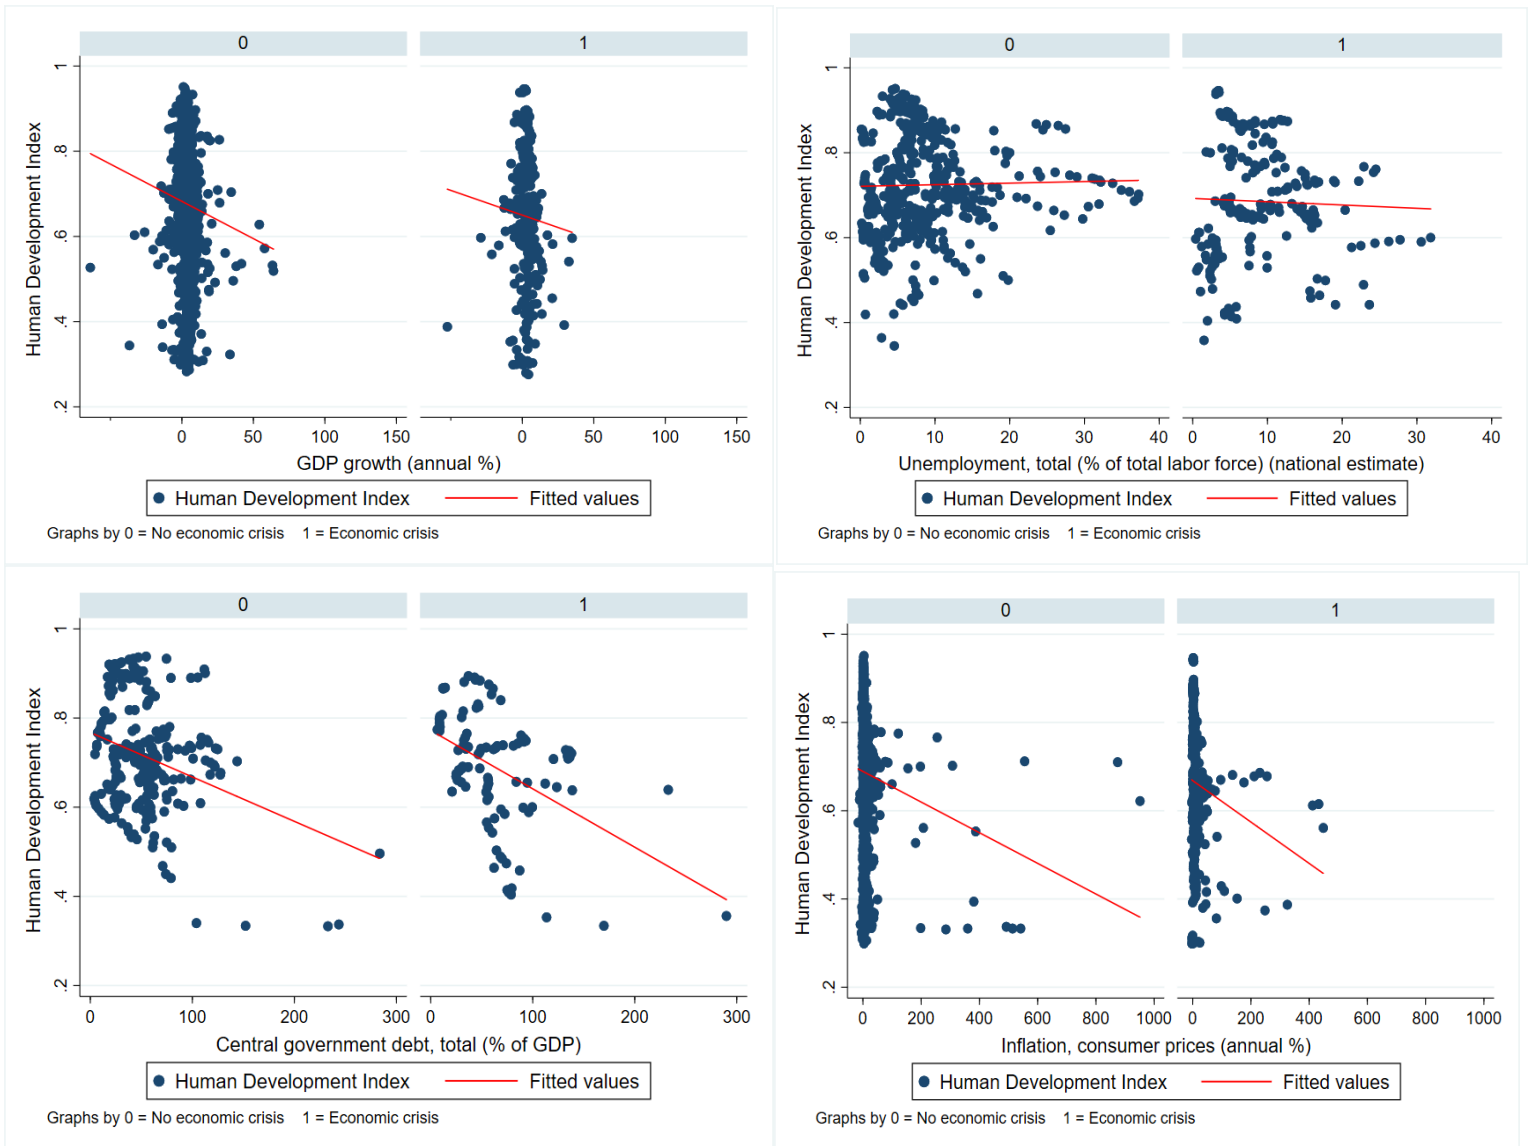 0 1
Human Development Index
1
.8
.6
.4
.2
0 50 100 150 0 50 100 150
GDP growth (annual %)
Human Development Index Fitted values
Graphs by 0 = No economic crisis 1 = Economic crisis
0 1
Human Development Index
1
.8
.6
.4
.2
0 10 20 30 40 0 10 20 30 40
Unemployment, total (% of total labor force) (national estimate)
Human Development Index Fitted values
Graphs by 0 = No economic crisis 1 = Economic crisis
0 1
Human Development Index
1
.8
.6
.4
.2
0 100 200 300 0 100 200 300
Central government debt, total (% of GDP)
Human Development Index Fitted values
Graphs by 0 = No economic crisis 1 = Economic crisis
0 1
Human Development Index
1
.8
.6
.4
.2
0 200 400 600 800 1000 0 200 400 600 800 1000
Inflation, consumer prices (annual %)
Human Development Index Fitted values
Graphs by 0 = No economic crisis 1 = Economic crisis